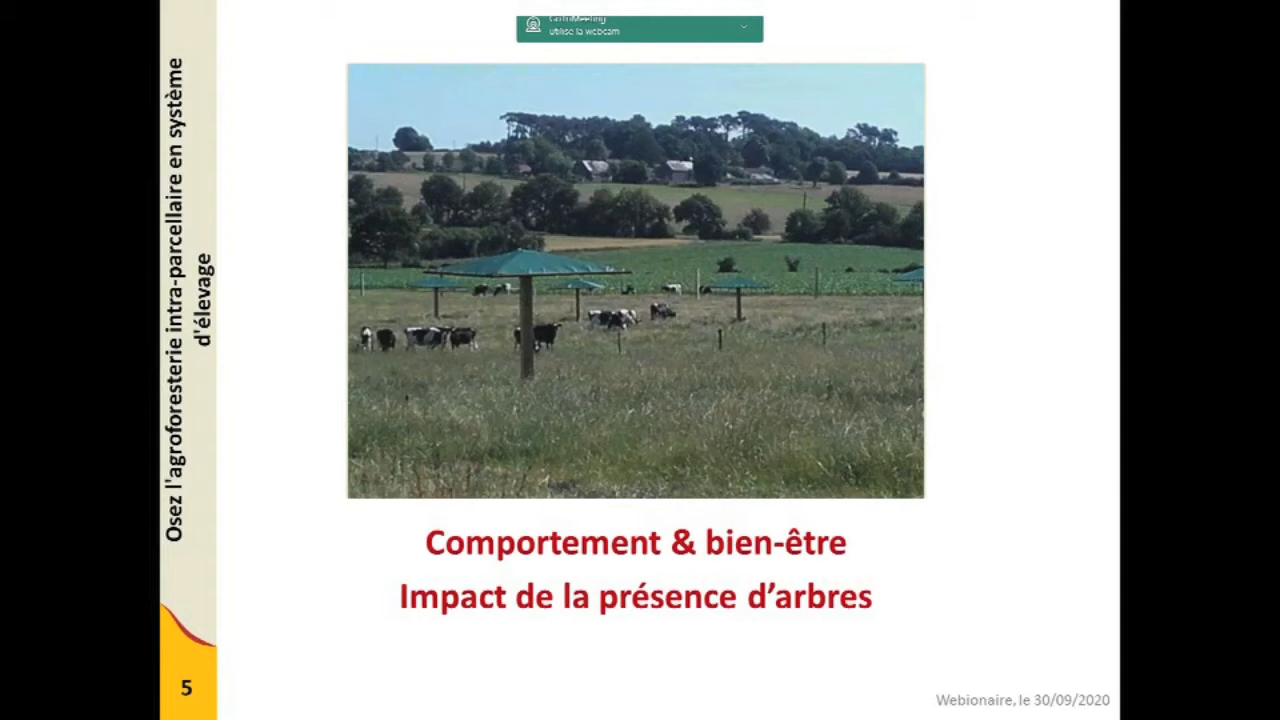 utilise la webcam
Osez l'agroforesterie intra-parcellaire en système
d'élevage
Comportement & bien-être
Impact de la présence d’arbres
5
Webionaire, le 30/09/2020